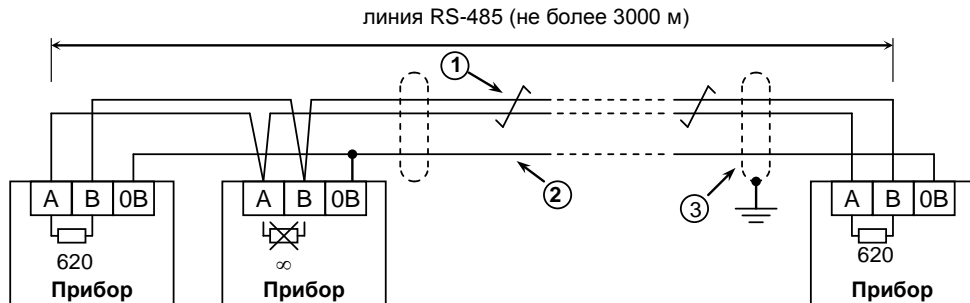 линия RS-485 (не более 3000 м)
1
2
3
A B 0В
620
Прибор
A B 0В
∞
Прибор
A B 0В
620
Прибор